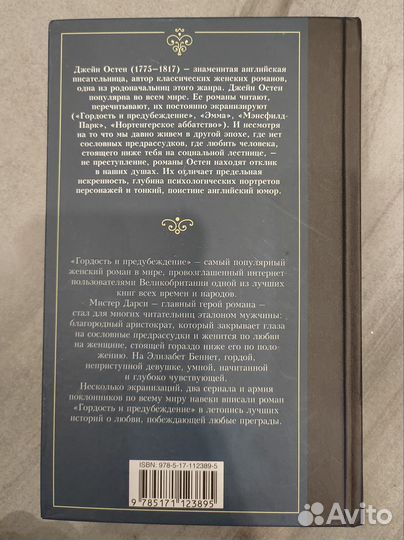 Джейн Остен (1775—1817) — знаменитая английская
писательница, автор классических женских романов,
одна из родоначальниц этого жанра. Джейн Остен
популярна во всем мире. Ее романы читают,
перечитывают, их постоянно экранизируют
(«Гордость и предубеждение», «Эмма», «Мэнсфилд-
Парк», «Нортенгерское аббатство»). И несмотря
на то что мы давно живем в другой эпохе, где нет
сословных предрассудков, где любить человека,
стоящего ниже тебя на социальной лестнице, —
не преступление, романы Остен находят отклик
в наших душах. Их отличает предельная
искренность, глубина психологических портретов
персонажей и тонкий, поистине английский юмор.
«Гордость и предубеждение» — самый популярный
женский роман в мире, провозглашенный интернет-
пользователями Великобритании одной из лучших
книг всех времен и народов.
Мистер Дарси — главный герой романа —
стал для многих читательниц эталоном мужчины:
благородный аристократ, который закрывает глаза
на сословные предрассудки и женится по любви
на женщине, стоящей гораздо ниже его по поло-
жению. На Элизабет Беннет, гордой,
неприступной девушке, умной, начитанной
и глубоко чувствующей.
Несколько экранизаций, два сериала и армия
поклонников по всему миру навеки вписали роман
«Гордость и предубеждение» в летопись лучших
историй о любви, побеждающей любые преграды.
ISBN 978-5-17-112389-5
9 785171 123895
Avito